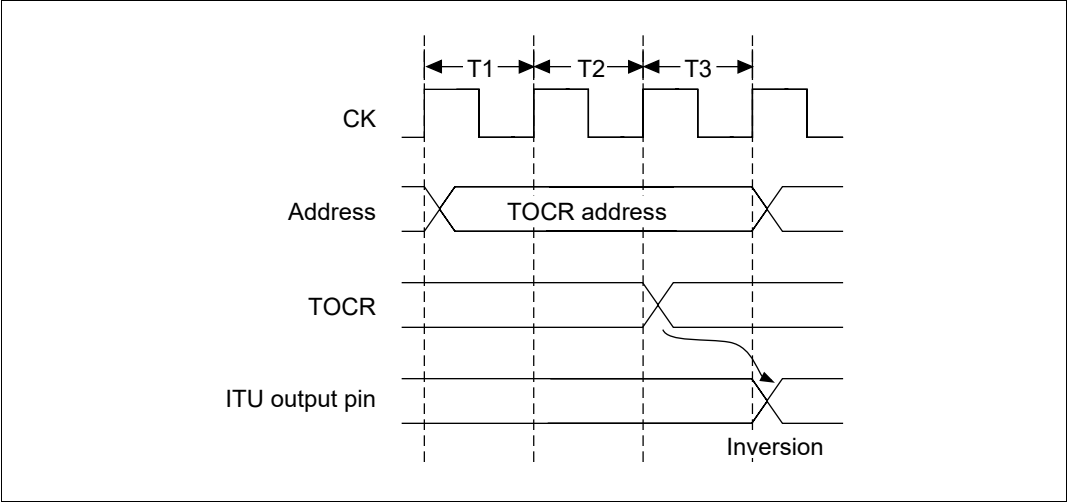 T1 T2 T3
CK
Address TOCR address
TOCR
ITU output pin
Inversion